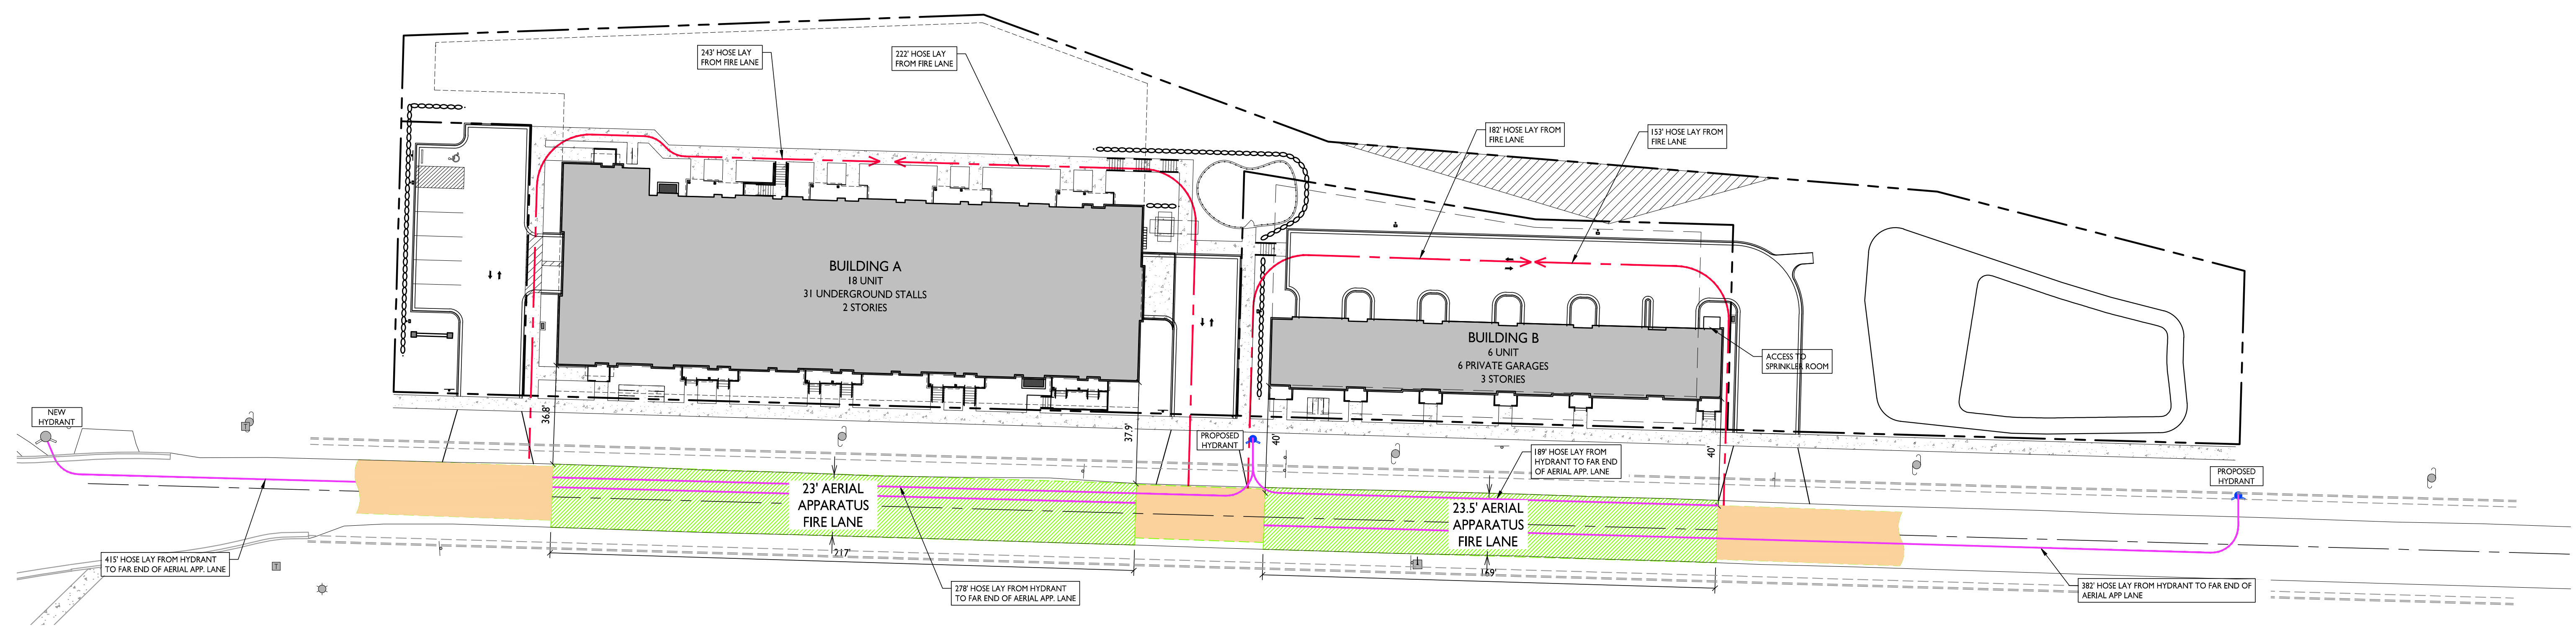 243' HOSE LAY
FROM FIRE LANE
222' HOSE LAY
FROM FIRE LANE
182' HOSE LAY FROM
FIRE LANE
153' HOSE LAY FROM
FIRE LANE
BUILDING A
18 UNIT
31 UNDERGROUND STALLS
2 STORIES
BUILDING B
6 UNIT
6 PRIVATE GARAGES
3 STORIES
ACCESS TO
SPRINKLER ROOM
NEW
HYDRANT
36.8'
37.9'
PROPOSED
HYDRANT
40'
40'
189' HOSE LAY FROM
HYDRANT TO FAR END
OF AERIAL APP. LANE
PROPOSED
HYDRANT
23' AERIAL
APPARATUS
FIRE LANE
23.5' AERIAL
APPARATUS
FIRE LANE
217'
169'
415' HOSE LAY FROM HYDRANT
TO FAR END OF AERIAL APP. LANE
278' HOSE LAY FROM HYDRANT
TO FAR END OF AERIAL APP. LANE
382' HOSE LAY FROM HYDRANT TO FAR END OF
AERIAL APP LANE
T
T